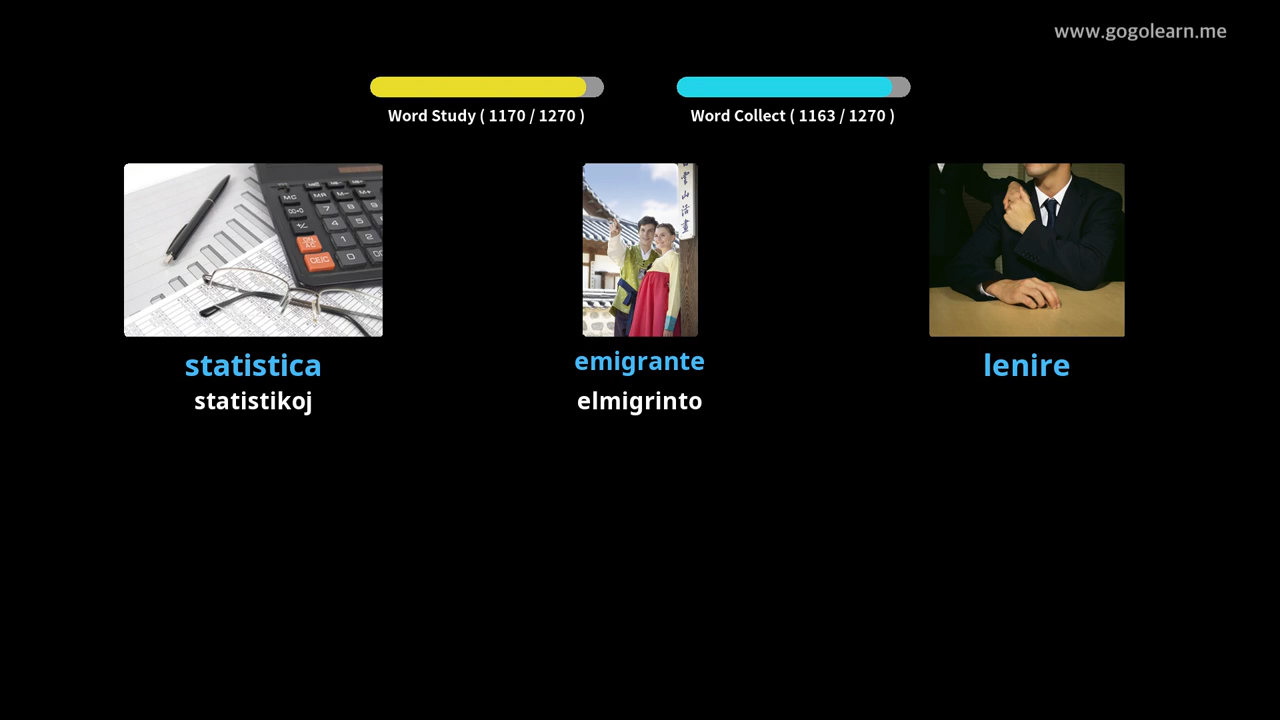 www.gogolearn.me
Word Study ( 1170 / 1270 )
Word Collect ( 1163 / 1270 )
statistica
statistikoj
emigrante
elmigrinto
lenire